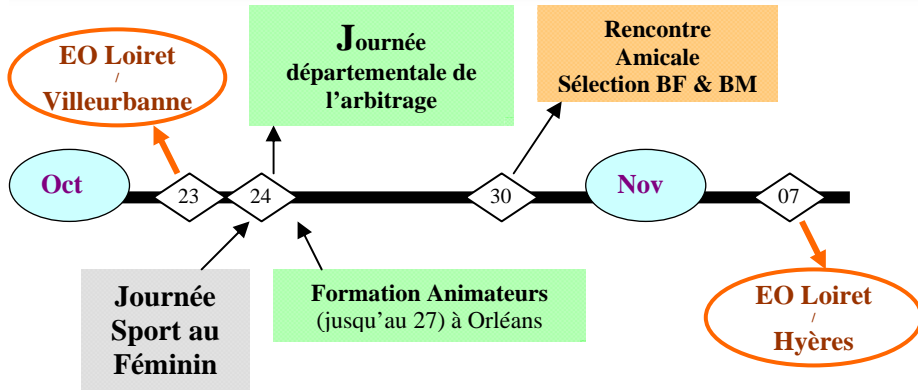 EO Loiret
/
Villeurbanne
Journée
départementale de
l'arbitrage
Rencontre
Amicale
Sélection BF & BM
Oct
23
24
30
Nov
07
Journée
Sport au
Féminin
Formation Animateurs
(jusqu'au 27) à Orléans
EO Loiret
/
Hyères